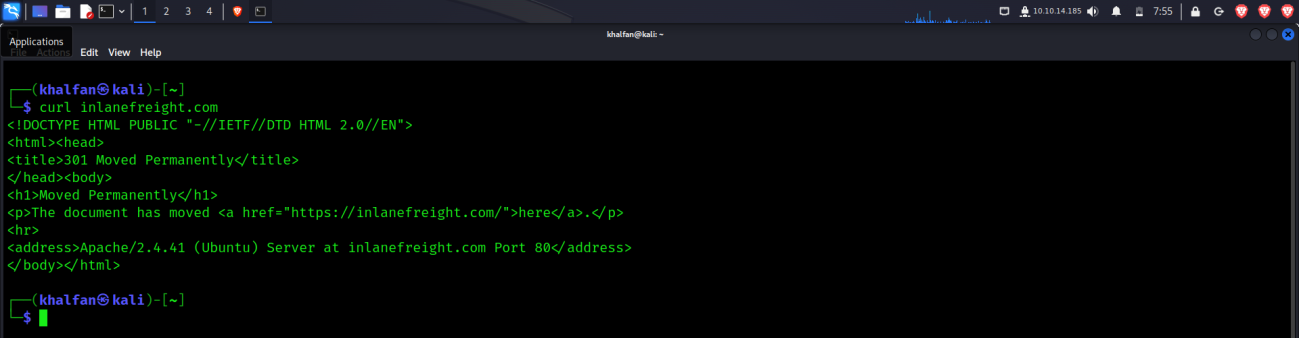 1 2 3 4 10.10.14.185 7:55
khalfan@kali: ~
Applications
File Actions Edit View Help
┌──(khalfan㉿kali)-[~]
└─$ curl inlanefreight.com
<!DOCTYPE HTML PUBLIC "-//IETF//DTD HTML 2.0//EN">
<html><head>
<title>301 Moved Permanently</title>
</head><body>
<h1>Moved Permanently</h1>
<p>The document has moved <a href="https://inlanefreight.com/">here</a>.</p>
<hr>
<address>Apache/2.4.41 (Ubuntu) Server at inlanefreight.com Port 80</address>
</body></html>
┌──(khalfan㉿kali)-[~]
└─$